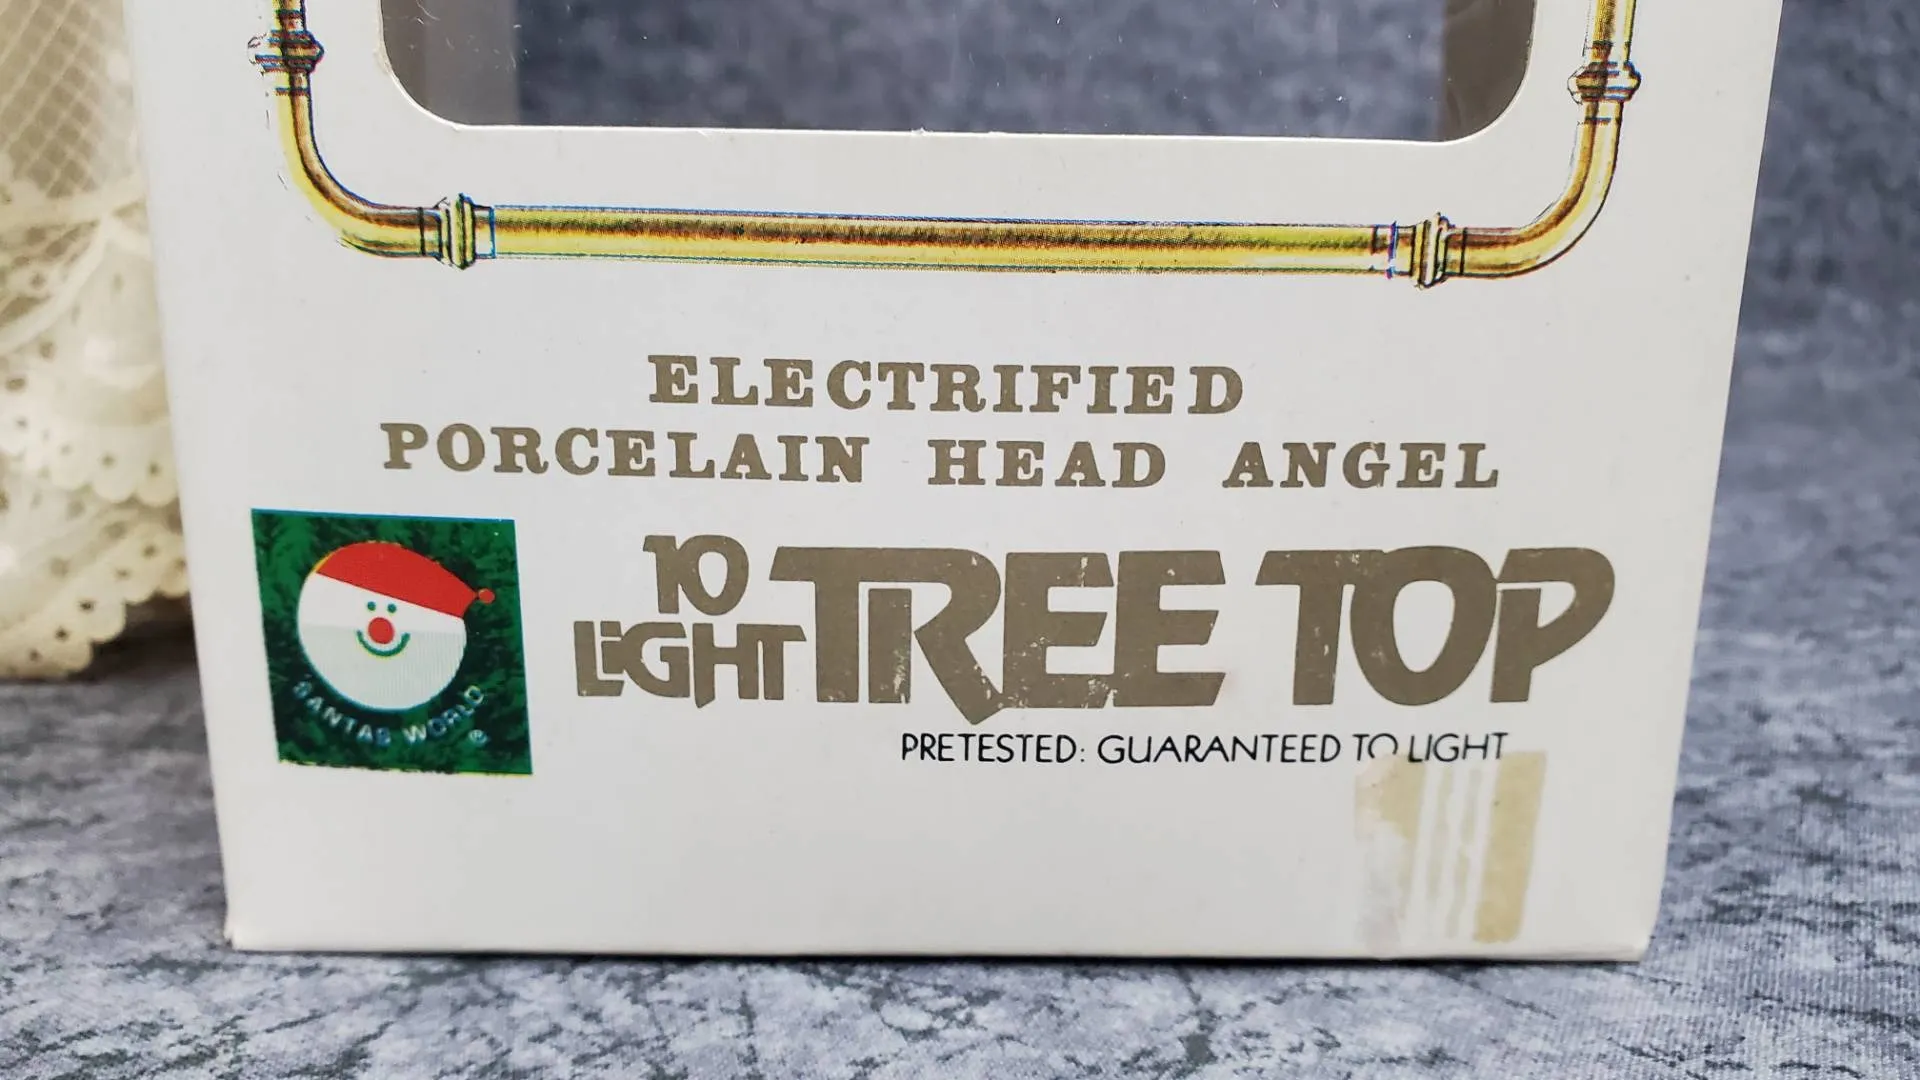 ELECTRIFIED
PORCELAIN HEAD ANGEL
10
LiGHT TREE TOP
PRETESTED: GUARANTEED TO LIGHT
SANTAS WORLD ®